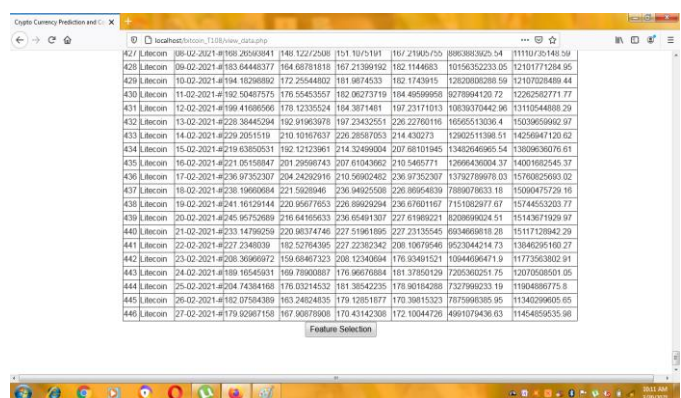 Crypto Currency Prediction and Co
localhost/bitcoin_T108/view_data.php
427 Litecoin 08-02-2021-# 168.26593841 148.12272508 151.1075191 167.21905755 8863883925.54 11110735148.59
428 Litecoin 09-02-2021-# 183.64448377 164.68781818 167.21399192 182.1144683 10156352233.05 12101771284.95
429 Litecoin 10-02-2021-# 194.18298892 172.25544802 181.9874533 182.1743915 12820808288.59 12107028489.44
430 Litecoin 11-02-2021-# 192.50487575 176.55453557 182.06273719 184.49599958 9278994120.72 12262582771.77
431 Litecoin 12-02-2021-# 199.41686566 178.12335524 184.3871481 197.23171013 10839370442.96 13110544888.29
432 Litecoin 13-02-2021-# 228.38445294 192.91963978 197.23432551 226.22760116 16565513036.4 15039659992.97
433 Litecoin 14-02-2021-# 229.2051519 210.10167637 226.28587053 214.430273 12902511398.51 14256947120.62
434 Litecoin 15-02-2021-# 219.63850531 192.12123961 214.32499004 207.68101945 13482646965.54 13809636076.61
435 Litecoin 16-02-2021-# 221.05158847 201.29598743 207.61043662 210.5465771 12666436004.37 14001682545.37
436 Litecoin 17-02-2021-# 236.97352307 204.24292916 210.56902482 236.97352307 13792789978.03 15760825693.02
437 Litecoin 18-02-2021-# 238.19660684 221.5928946 236.94925508 226.86954839 7889078633.18 15090475729.16
438 Litecoin 19-02-2021-# 241.16129144 220.95677653 226.89929294 236.67601167 7151082977.67 15744553203.77
439 Litecoin 20-02-2021-# 245.95752689 216.64165633 236.65491307 227.61989221 8208699024.51 15143671929.97
440 Litecoin 21-02-2021-# 233.14799259 220.98374746 227.51961895 227.23135545 6934669818.28 15117128942.29
441 Litecoin 22-02-2021-# 227.2348039 182.52764395 227.22382342 208.10679546 9523044214.73 13846295160.27
442 Litecoin 23-02-2021-# 208.36966972 159.68467323 208.12340694 176.93491521 10944696471.9 11773563802.91
443 Litecoin 24-02-2021-# 189.16545931 169.78900887 176.96676884 181.37850129 7205360251.75 12070508501.05
444 Litecoin 25-02-2021-# 204.74384168 176.03214532 181.38542235 178.90184288 7327999233.19 11904886775.8
445 Litecoin 26-02-2021-# 182.07584389 163.24824835 179.12851877 170.39815323 7875998385.95 11340299605.65
446 Litecoin 27-02-2021-# 179.92987158 167.90878908 170.43142308 172.10044726 4991079436.63 11454859535.98
Feature Selection